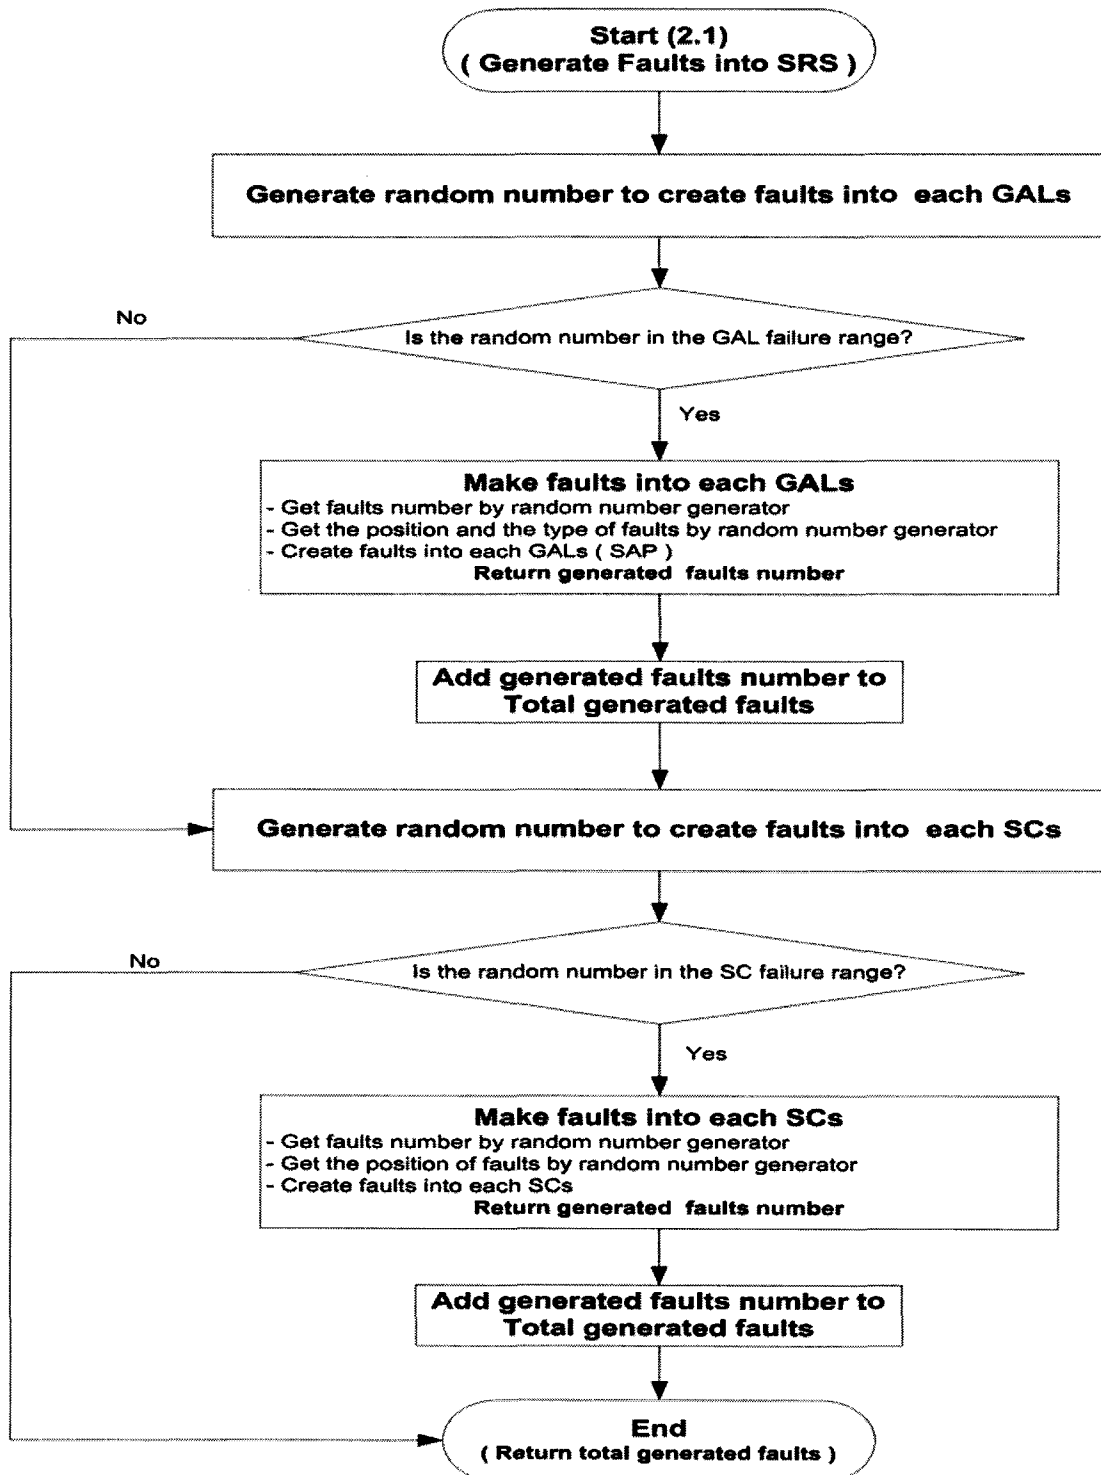 Start (2.1)
( Generate Faults into SRS )
Generate random number to create faults into each GALs
No
Is the random number in the GAL failure range?
Yes
Make faults into each GALs
- Get faults number by random number generator
- Get the position and the type of faults by random number generator
- Create faults into each GALs ( SAP )
Return generated faults number
Add generated faults number to
Total generated faults
Generate random number to create faults into each SCs
No
Is the random number in the SC failure range?
Yes
Make faults into each SCs
- Get faults number by random number generator
- Get the position of faults by random number generator
- Create faults into each SCs
Return generated faults number
Add generated faults number to
Total generated faults
End
( Return total generated faults )